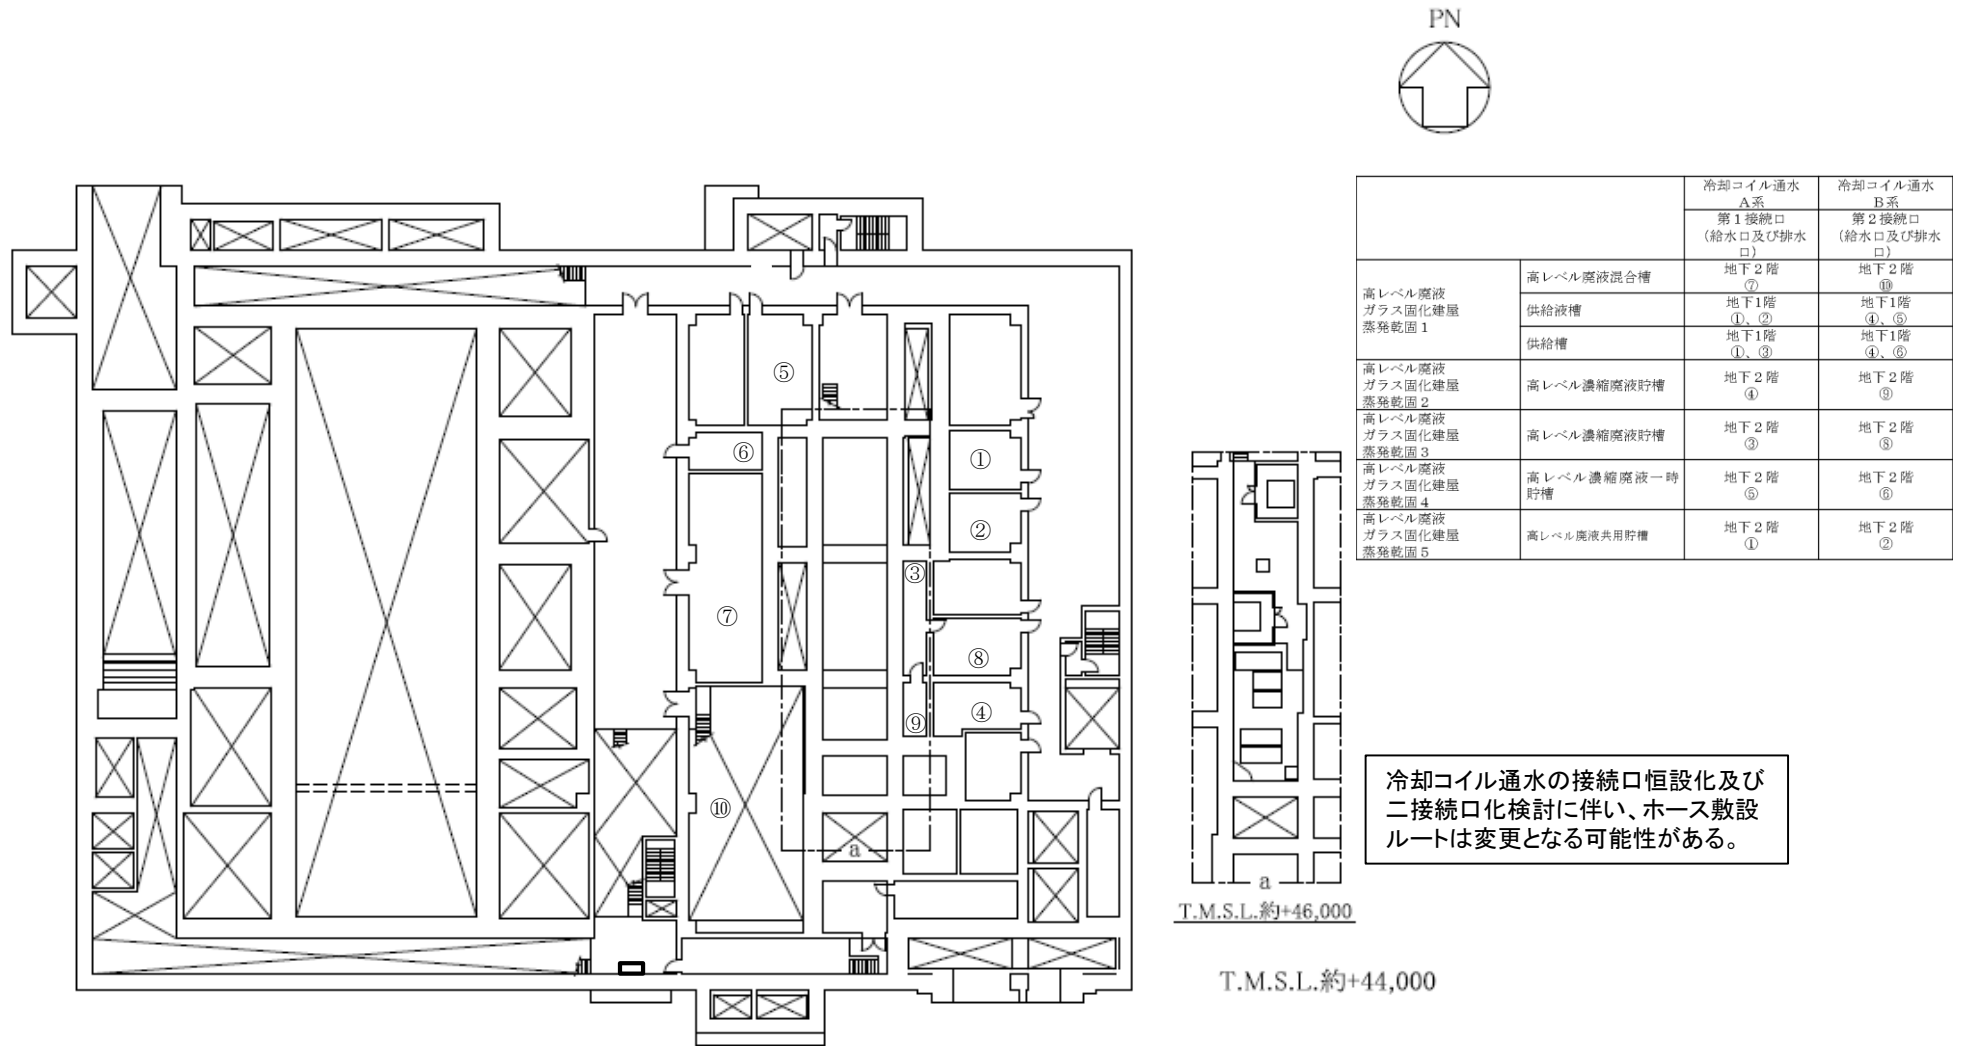 PN
冷却コイル通水
A系
冷却コイル通水
B系
第1接続口
(給水口及び排水
口)
第2接続口
(給水口及び排水
口)
高レベル廃液
ガラス固化建屋
蒸発乾固1
高レベル廃液混合槽
地下2階
⑦
地下2階
⑩
供給液槽
地下1階
①、②
地下1階
④、⑤
供給槽
地下1階
①、③
地下1階
④、⑥
高レベル廃液
ガラス固化建屋
蒸発乾固2
高レベル濃縮廃液貯槽
地下2階
④
地下2階
⑨
高レベル廃液
ガラス固化建屋
蒸発乾固3
高レベル濃縮廃液貯槽
地下2階
③
地下2階
⑧
高レベル廃液
ガラス固化建屋
蒸発乾固4
高レベル濃縮廃液一時
貯槽
地下2階
⑤
地下2階
⑥
高レベル廃液
ガラス固化建屋
蒸発乾固5
高レベル廃液共用貯槽
地下2階
①
地下2階
②
⑤
⑥
①
②
③
⑦
⑧
⑨
④
⑩
a
a
T.M.S.L.約+46,000
冷却コイル通水の接続口恒設化及び
二接続口化検討に伴い、ホース敷設
ルートは変更となる可能性がある。
T.M.S.L.約+44,000